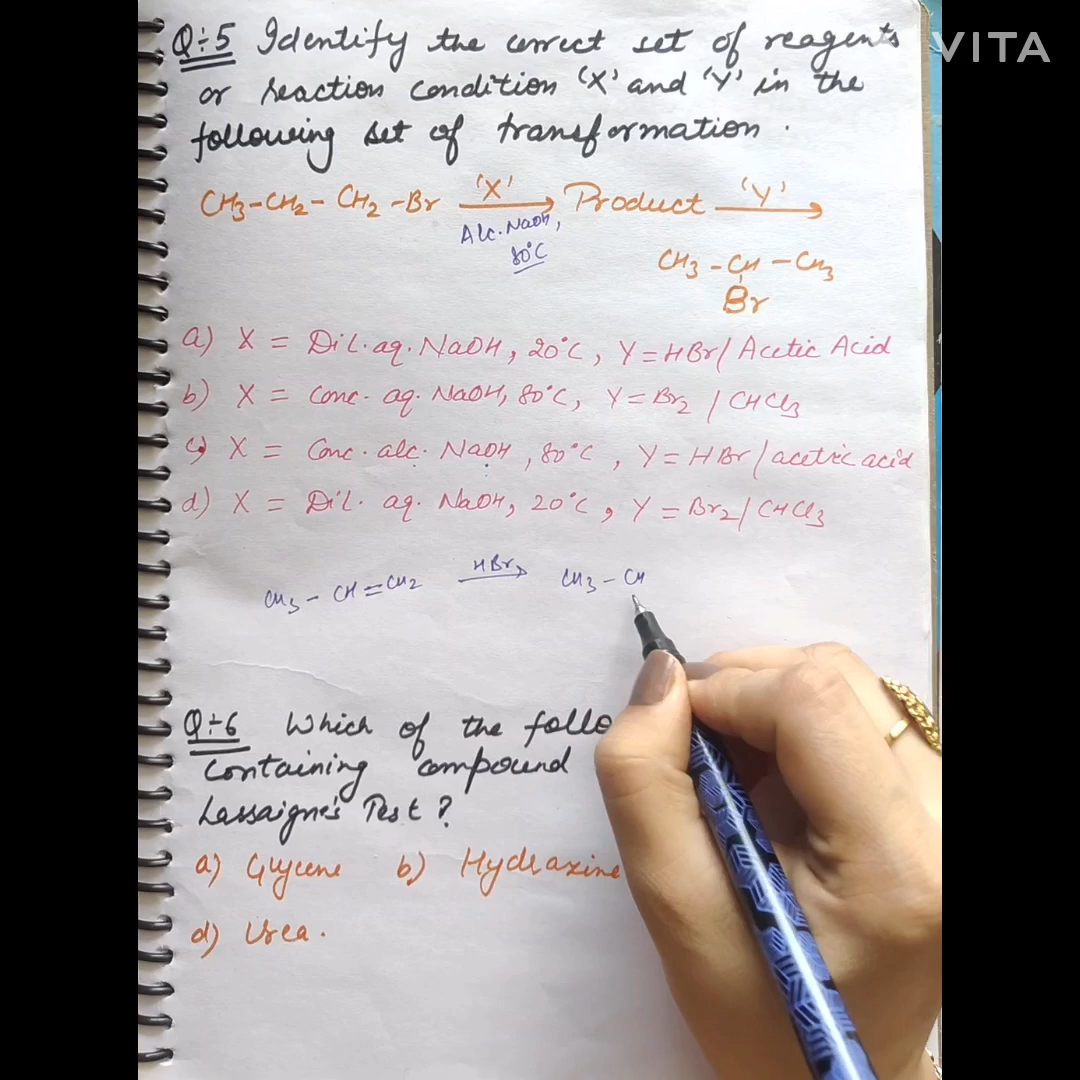 VITA
Q÷5 Identify the correct set of reagents
or reaction condition 'X' and 'Y' in the
following set of transformation.
CH3-CH2-CH2-Br 'X' Product 'Y'
Alc. NaOH,
80°C
CH3-CH-CH3
Br
a) X = Dil. aq. NaOH, 20°C, Y = HBr/Acetic Acid
b) X = Conc. aq. NaOH, 80°C, Y = Br2 / CHCl3
c) X = Conc. alc. NaOH, 80°C, Y = HBr/acetic acid
d) X = Dil. aq. NaOH, 20°C, Y = Br2/CHCl3
CH3-CH=CH2 HBr CH3-CH
Q÷6 Which of the follo
containing compound
Lassaigne's Test?
a) Glycene b) Hydrazine
d) Urea.